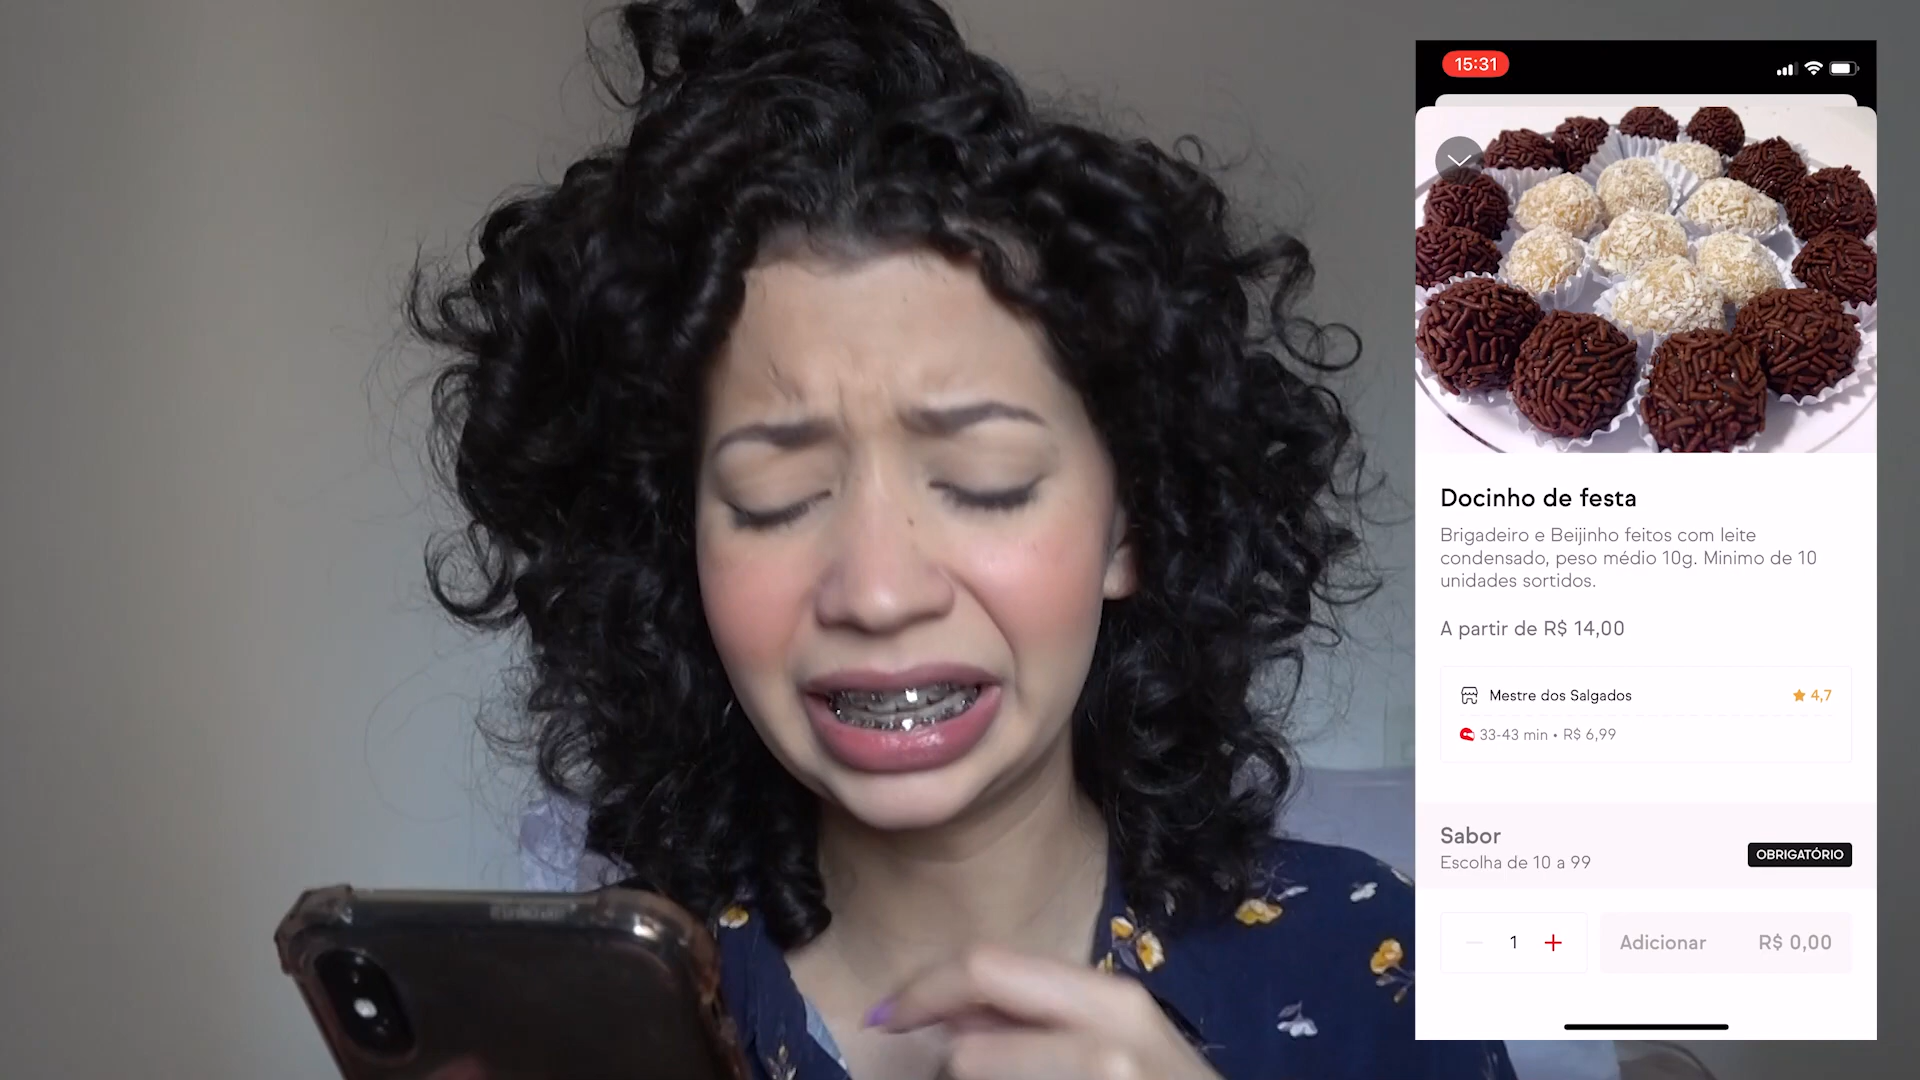 15:31
Docinho de festa
Brigadeiro e Beijinho feitos com leite
condensado, peso médio 10g. Minimo de 10
unidades sortidos.
A partir de R$ 14,00
Mestre dos Salgados
4,7
33-43 min • R$ 6,99
Sabor
Escolha de 10 a 99
OBRIGATÓRIO
1
Adicionar
R$ 0,00